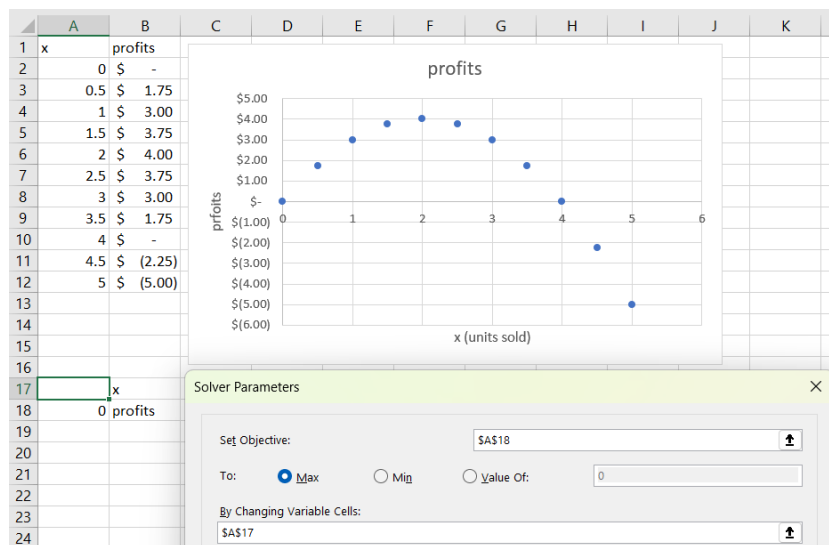 A B C D E F G H I J K
1 x profits
2 0 $ -
3 0.5 $ 1.75
4 1 $ 3.00
5 1.5 $ 3.75
6 2 $ 4.00
7 2.5 $ 3.75
8 3 $ 3.00
9 3.5 $ 1.75
10 4 $ -
11 4.5 $ (2.25)
12 5 $ (5.00)
13
14
15
16
17 x
18 0 profits
19
20
21
22
23
24
profits
$5.00
$4.00
$3.00
$2.00
$1.00
$-
$(1.00)
$(2.00)
$(3.00)
$(4.00)
$(5.00)
$(6.00)
0 1 2 3 4 5 6
prfoits
x (units sold)
Solver Parameters
Set Objective: $A$18
To: Max Min Value Of: 0
By Changing Variable Cells:
$A$17